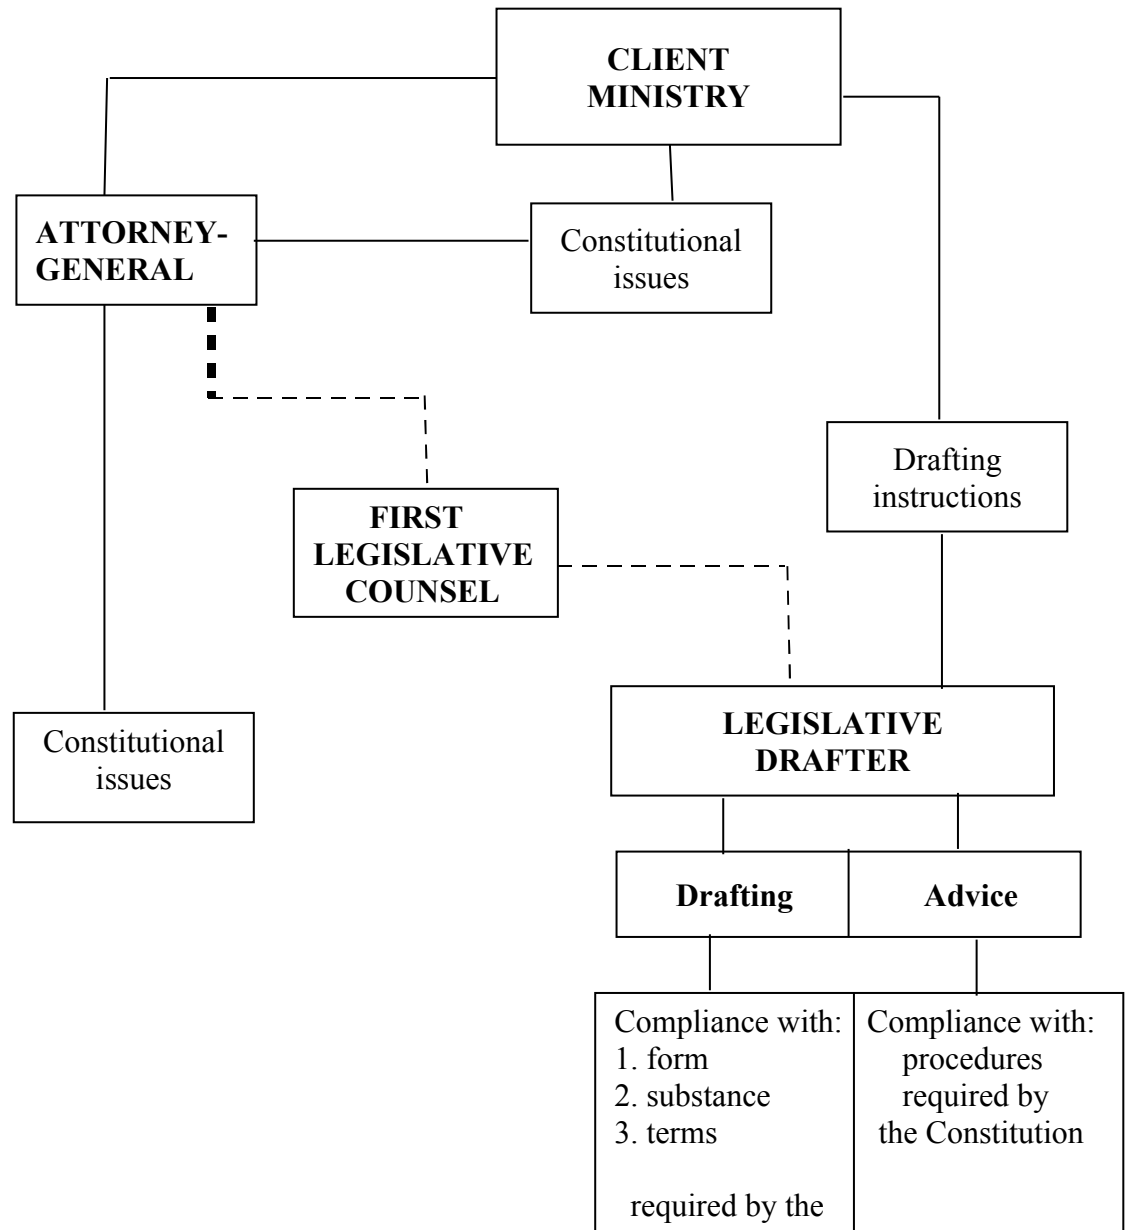 CLIENT
MINISTRY
ATTORNEY-
GENERAL
Constitutional
issues
Drafting
instructions
FIRST
LEGISLATIVE
COUNSEL
Constitutional
issues
LEGISLATIVE
DRAFTER
Drafting
Advice
Compliance with:
1. form
2. substance
3. terms
required by the
Compliance with:
procedures
required by
the Constitution